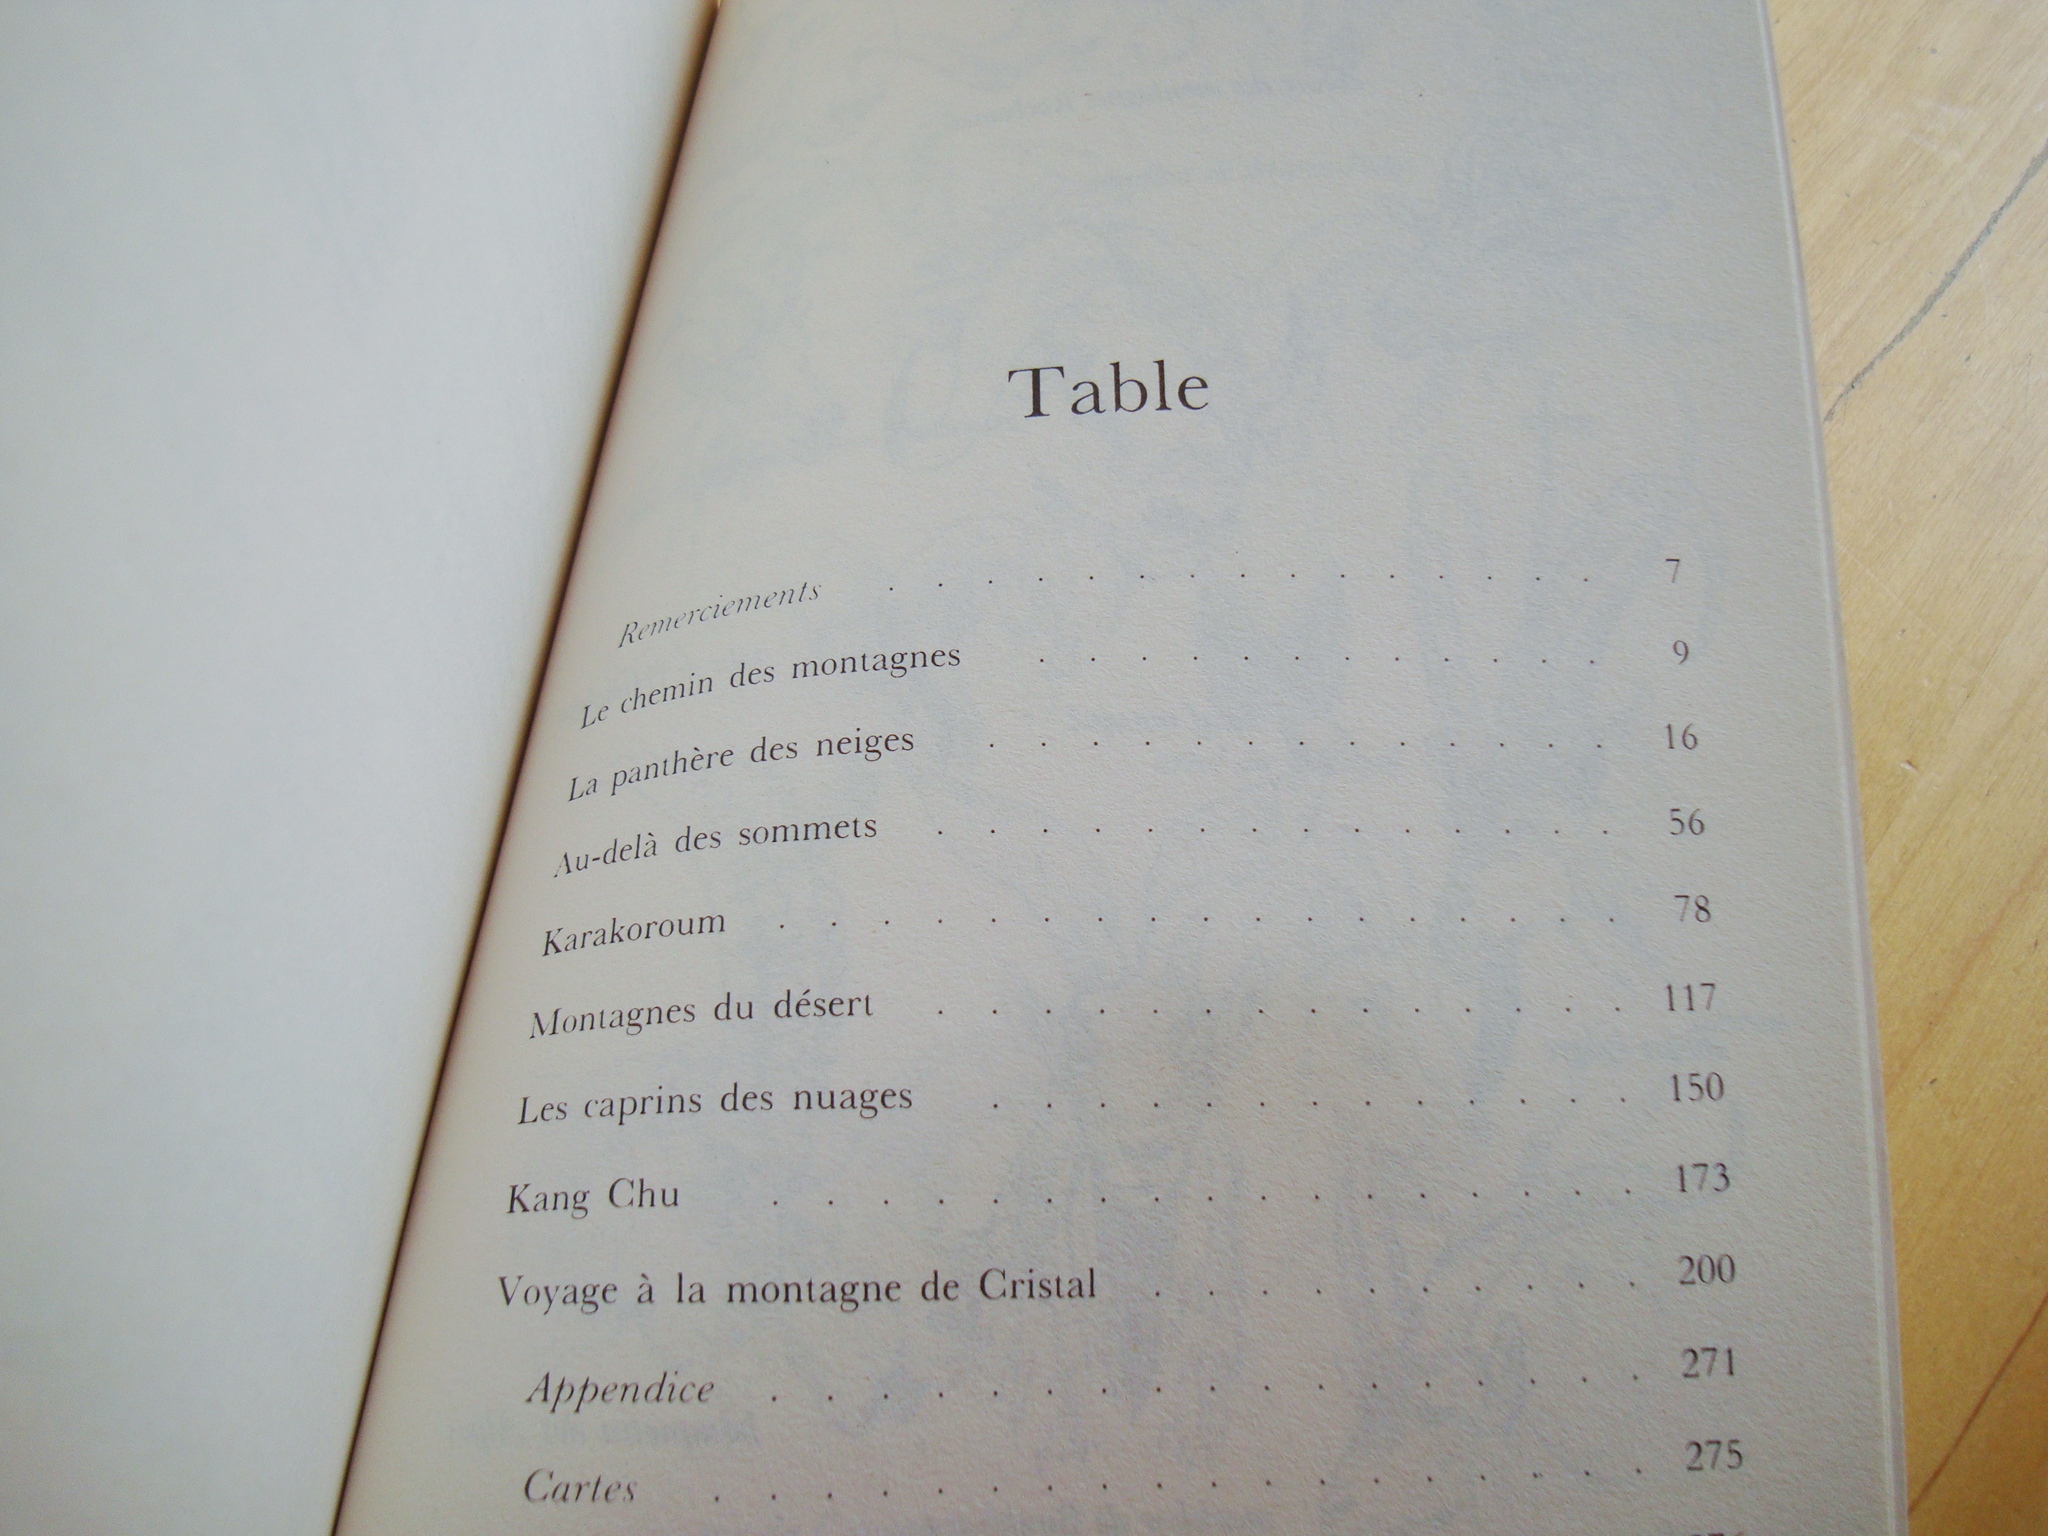 Table
Remerciements . . . . . . . . . . . . . . . 7
Le chemin des montagnes . . . . . . . . . . . . 9
La panthère des neiges . . . . . . . . . . . . . 16
Au-delà des sommets . . . . . . . . . . . . . . 56
Karakoroum . . . . . . . . . . . . . . . . . 78
Montagnes du désert . . . . . . . . . . . . . . 117
Les caprins des nuages . . . . . . . . . . . . . 150
Kang Chu . . . . . . . . . . . . . . . . . 173
Voyage à la montagne de Cristal . . . . . . . . . . 200
Appendice . . . . . . . . . . . . . . . . . 271
Cartes . . . . . . . . . . . . . . . . . . 275